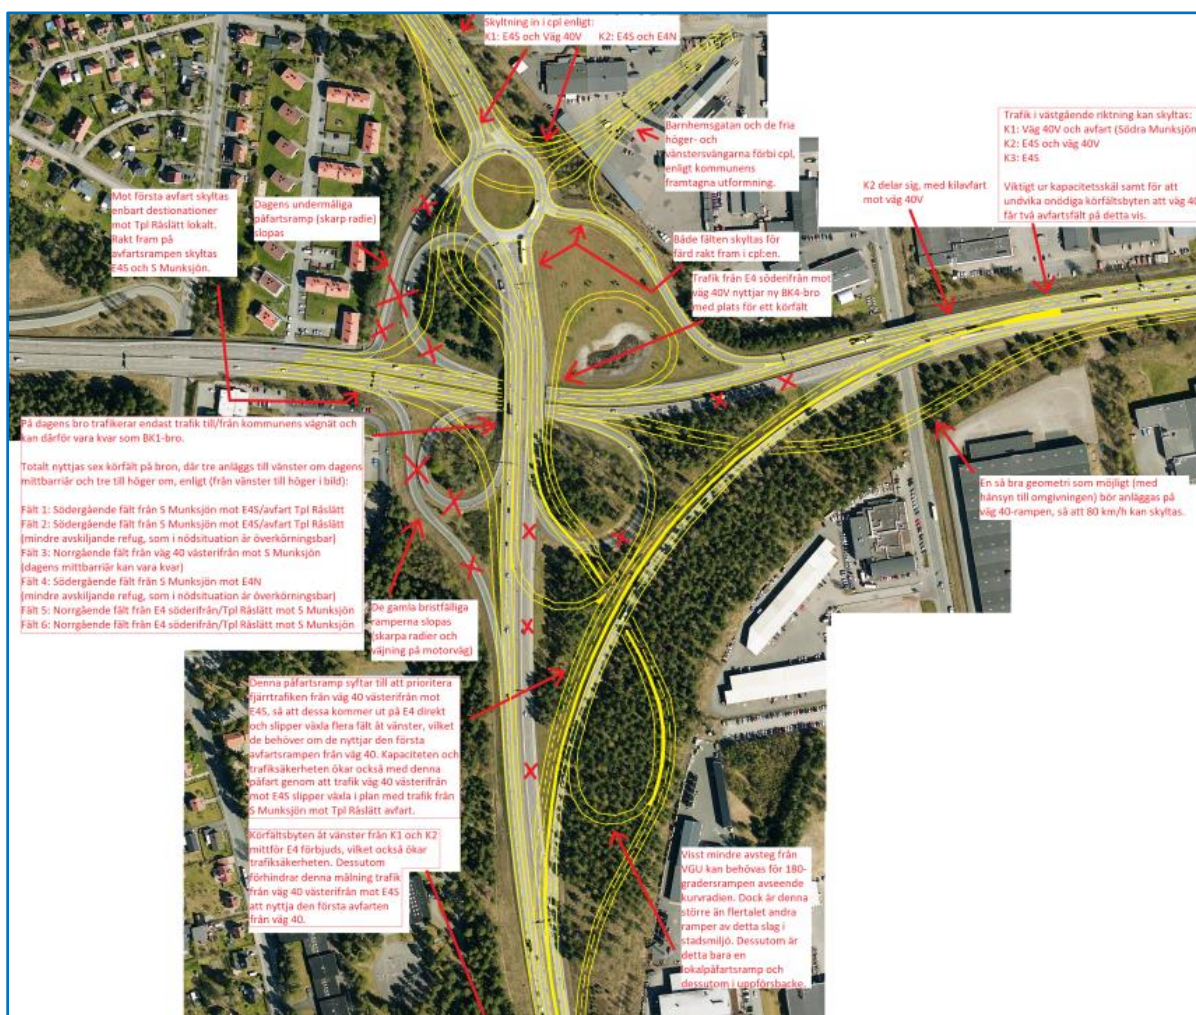 Skyltning in i cpl enligt:
K1: E4S och Väg 40V K2: E4S och E4N
Barnhemsgatan och de fria
höger- och
vänstersvängarna förbi cpl,
enligt kommunens
framtagna utformning.
Trafik i västgående riktning kan skyltas:
K1: Väg 40V och avfart (Södra Munksjön
K2: E4S och väg 40V
K3: E4S
Viktigt ur kapacitetsskäl samt för att
undvika onödiga körfältsbyten att väg 40
får två avfartsfält på detta vis.
K2 delar sig, med kilavfart
mot väg 40V
Mot första avfart skyltas
enbart destionationer
mot Tpl Råslätt lokalt.
Rakt fram på
avfartsrampen skyltas
E4S och S Munksjön.
Dagens undermåliga
påfartsramp (skarp radie)
slopas
Både fälten skyltas för
färd rakt fram i cpl:en.
Trafik från E4 söderifrån mot
väg 40V nyttjar ny BK4-bro
med plats för ett körfält
På dagens bro trafikerar endast trafik till/från kommunens vägnät och
kan därför vara kvar som BK1-bro.
Totalt nyttjas sex körfält på bron, där tre anläggs till vänster om dagens
mittbarriär och tre till höger om, enligt (från vänster till höger i bild):
Fält 1: Södergående fält från S Munksjön mot E4S/avfart Tpl Råslätt
Fält 2: Södergående fält från S Munksjön mot E4S/avfart Tpl Råslätt
(mindre avskiljande refug, som i nödsituation är överkörningsbar)
Fält 3: Norrgående fält från väg 40 västerifrån mot S Munksjön
(dagens mittbarriär kan vara kvar)
Fält 4: Södergående fält från S Munksjön mot E4N
(mindre avskiljande refug, som i nödsituation är överkörningsbar)
Fält 5: Norrgående fält från E4 söderifrån/Tpl Råslätt mot S Munksjön
Fält 6: Norrgående fält från E4 söderifrån/Tpl Råslätt mot S Munksjön
En så bra geometri som möjligt (med
hänsyn till omgivningen) bör anläggas på
väg 40-rampen, så att 80 km/h kan skyltas.
De gamla bristfälliga
ramperna slopas
(skarpa radier och
väjning på motorväg)
Denna påfartsramp syftar till att prioritera
fjärrtrafiken från väg 40 västerifrån mot
E4S, så att dessa kommer ut på E4 direkt
och slipper växla flera fält åt vänster, vilket
de behöver om de nyttjar den första
avfartsrampen från väg 40. Kapaciteten och
trafiksäkerheten ökar också med denna
påfart genom att trafik väg 40 västerifrån
mot E4S slipper växla i plan med trafik från
S Munksjön mot Tpl Råslätt avfart.
Körfältsbyten åt vänster från K1 och K2
mittför E4 förbjuds, vilket också ökar
trafiksäkerheten. Dessutom
förhindrar denna målning trafik
från väg 40 västerifrån mot E4S
att nyttja den första avfarten
från väg 40.
Visst mindre avsteg från
VGU kan behövas för 180-
gradersrampen avseende
kurvradien. Dock är denna
större än flertalet andra
ramper av detta slag i
stadsmiljö. Dessutom är
detta bara en
lokalpåfartsramp och
dessutom i uppförsbacke.